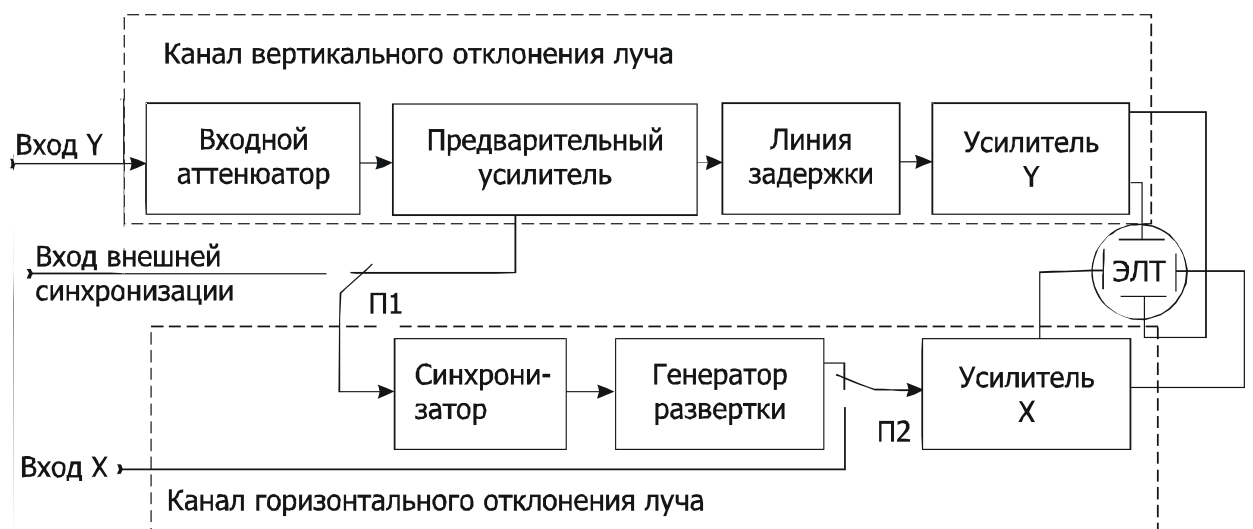 Канал вертикального отклонения луча
Вход Y
Входной
аттенюатор
Предварительный
усилитель
Линия
задержки
Усилитель
Y
Вход внешней
синхронизации
П1
ЭЛТ
Синхрони-
затор
Генератор
развертки
П2
Усилитель
X
Вход X
Канал горизонтального отклонения луча